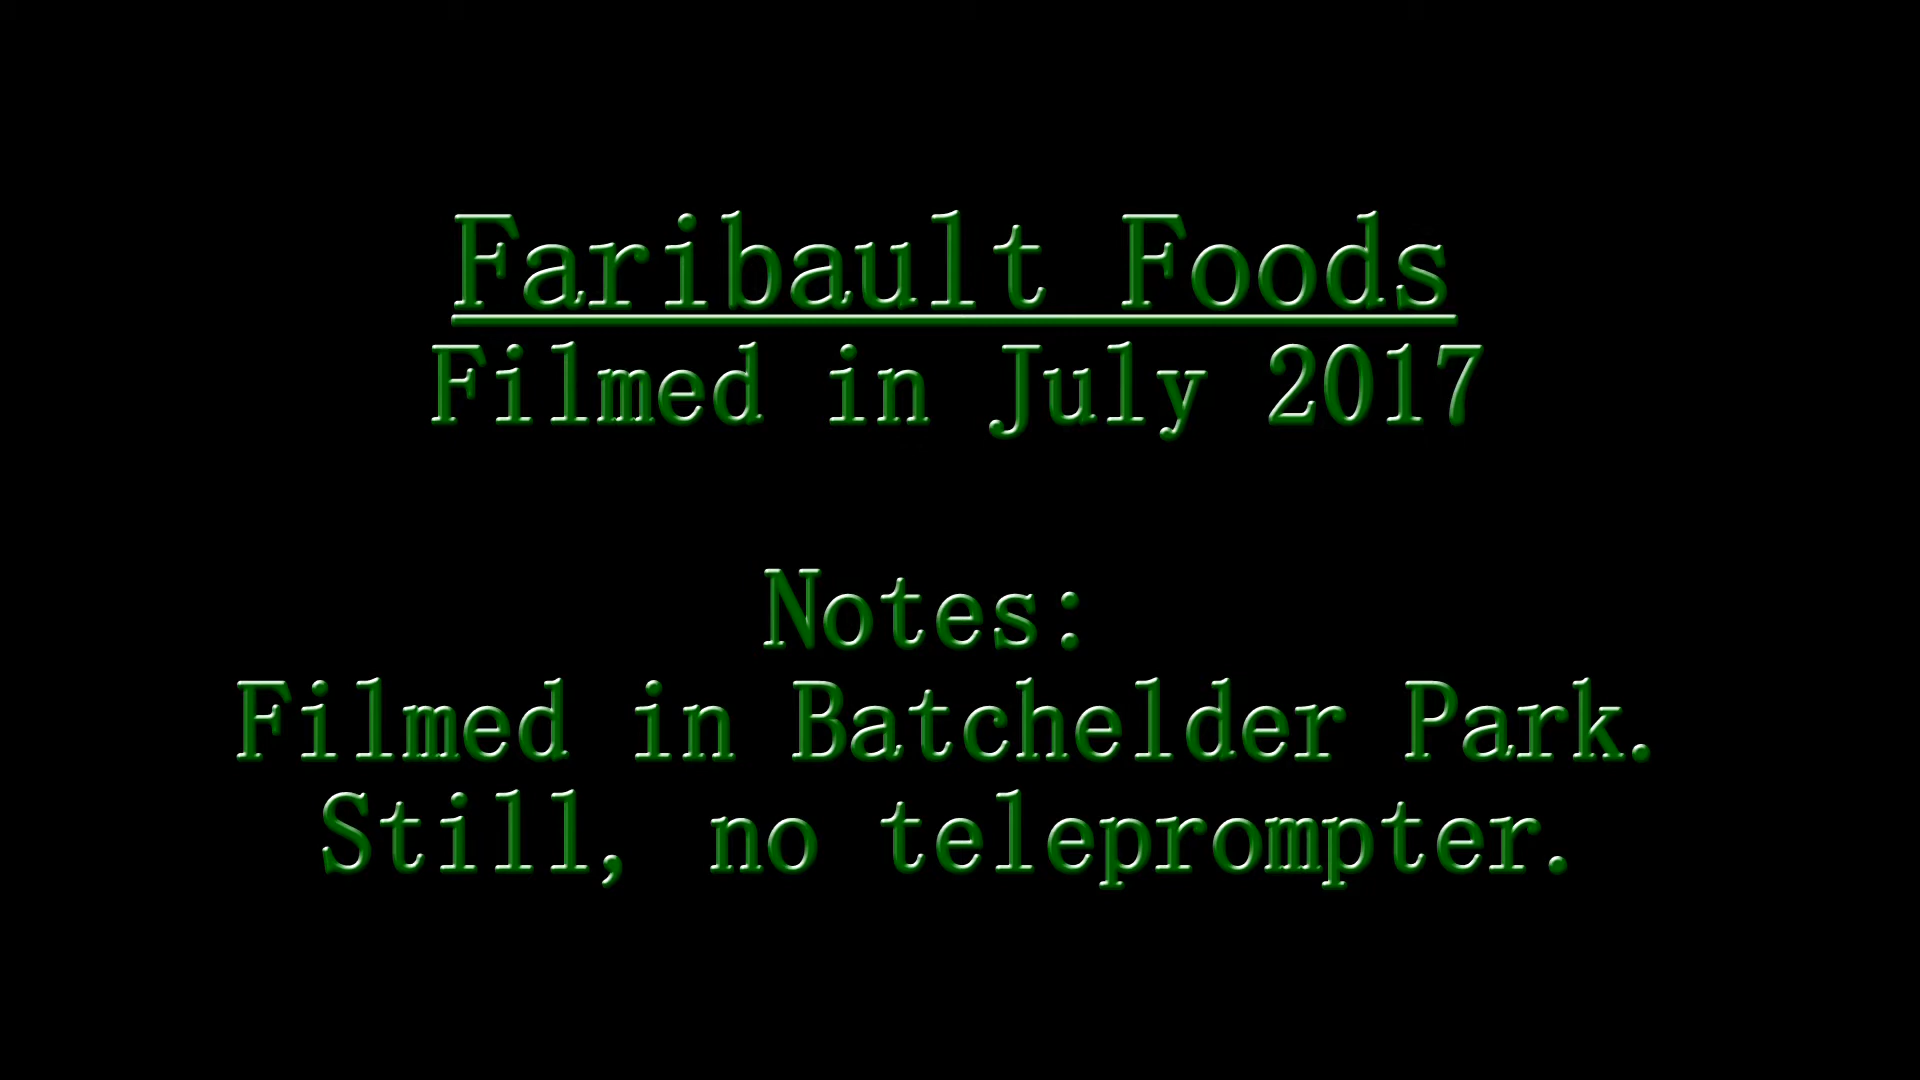 Faribault Foods
Filmed in July 2017
Notes:
Filmed in Batchelder Park.
Still, no teleprompter.